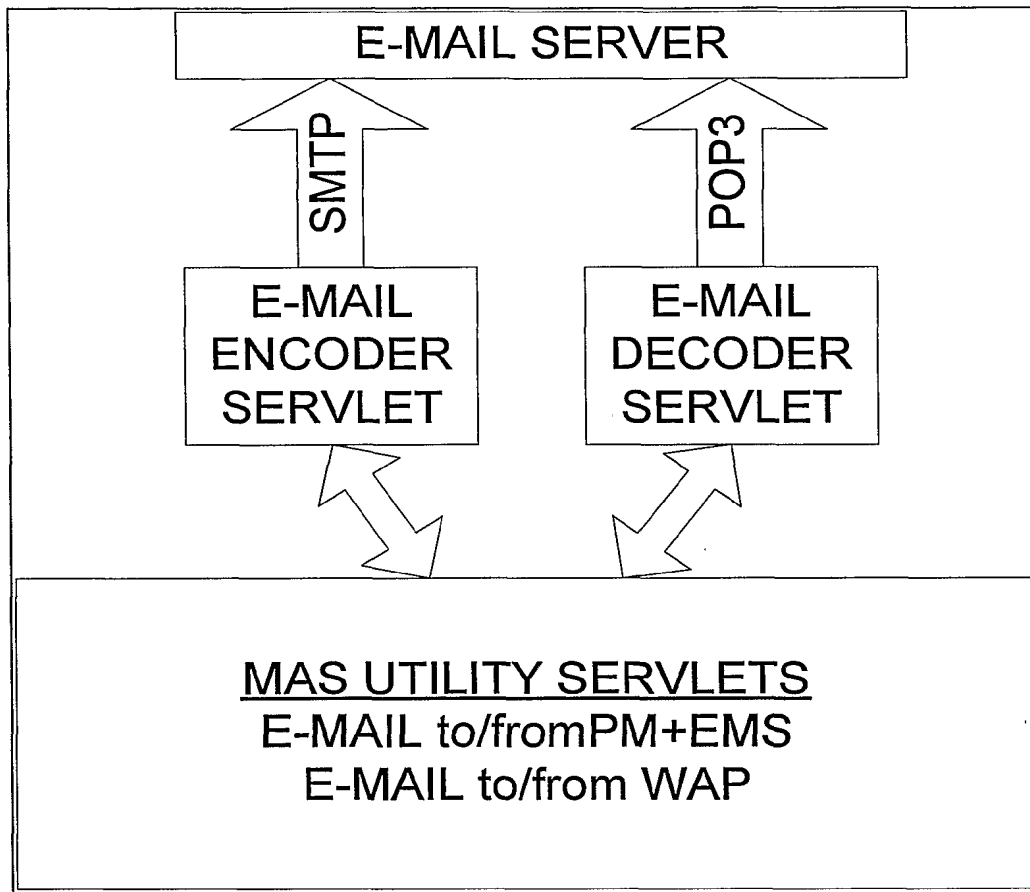 E-MAIL SERVER
SMTP
POP3
E-MAIL
ENCODER
SERVLET
E-MAIL
DECODER
SERVLET
MAS UTILITY SERVLETS
E-MAIL to/fromPM+EMS
E-MAIL to/from WAP